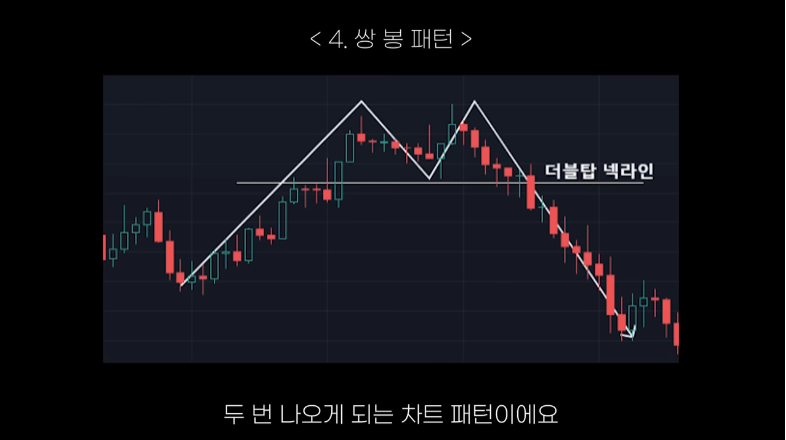 < 4. 쌍 봉 패턴 >
더블탑 넥라인
두 번 나오게 되는 차트 패턴이에요